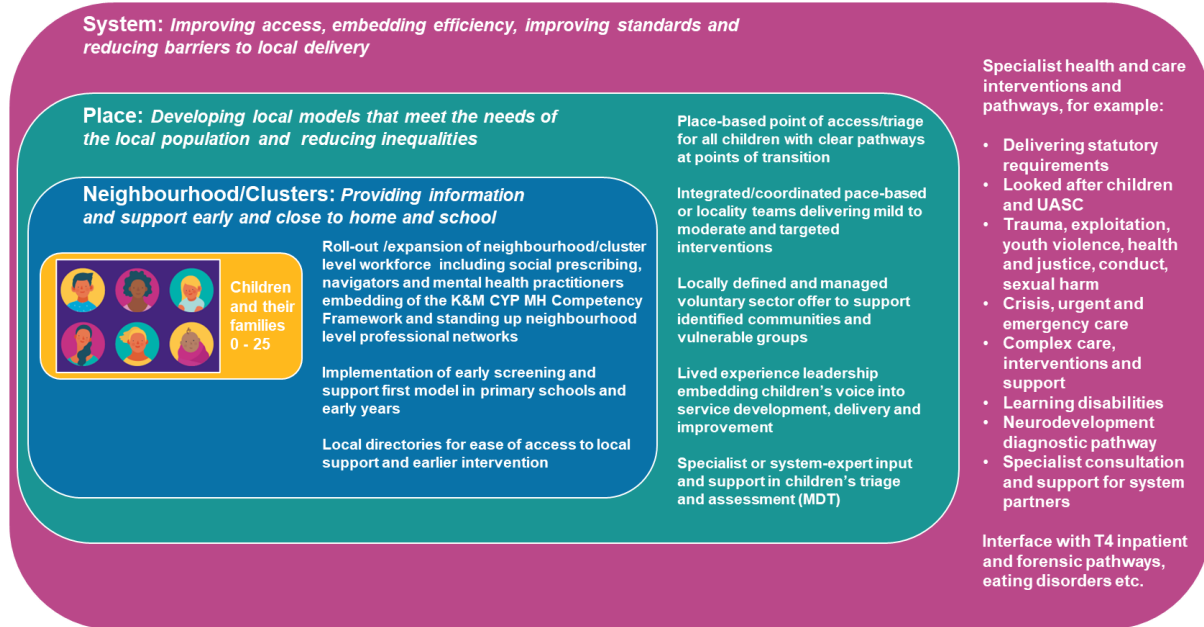 System: Improving access, embedding efficiency, improving standards and
reducing barriers to local delivery
Place: Developing local models that meet the needs of
the local population and reducing inequalities
Neighbourhood/Clusters: Providing information
and support early and close to home and school
Children
and their
families
0 - 25
Roll-out /expansion of neighbourhood/cluster
level workforce including social prescribing,
navigators and mental health practitioners
embedding of the K&M CYP MH Competency
Framework and standing up neighbourhood
level professional networks
Implementation of early screening and
support first model in primary schools and
early years
Local directories for ease of access to local
support and earlier intervention
Place-based point of access/triage
for all children with clear pathways
at points of transition
Integrated/coordinated pace-based
or locality teams delivering mild to
moderate and targeted
interventions
Locally defined and managed
voluntary sector offer to support
identified communities and
vulnerable groups
Lived experience leadership
embedding children's voice into
service development, delivery and
improvement
Specialist or system-expert input
and support in children's triage
and assessment (MDT)
Specialist health and care
interventions and
pathways, for example:
• Delivering statutory
requirements
• Looked after children
and UASC
• Trauma, exploitation,
youth violence, health
and justice, conduct,
sexual harm
• Crisis, urgent and
emergency care
• Complex care,
interventions and
support
• Learning disabilities
• Neurodevelopment
diagnostic pathway
• Specialist consultation
and support for system
partners
Interface with T4 inpatient
and forensic pathways,
eating disorders etc.